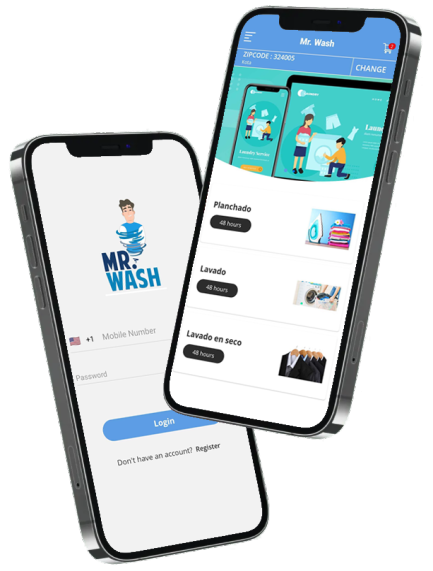 Mr. Wash
ZIPCODE : 324005
Kota
CHANGE
Laundry Service
Planchado
48 hours
Lavado
48 hours
Lavado en seco
48 hours
MR.
WASH
+1 Mobile Number
Password
Login
Don't have an account? Register